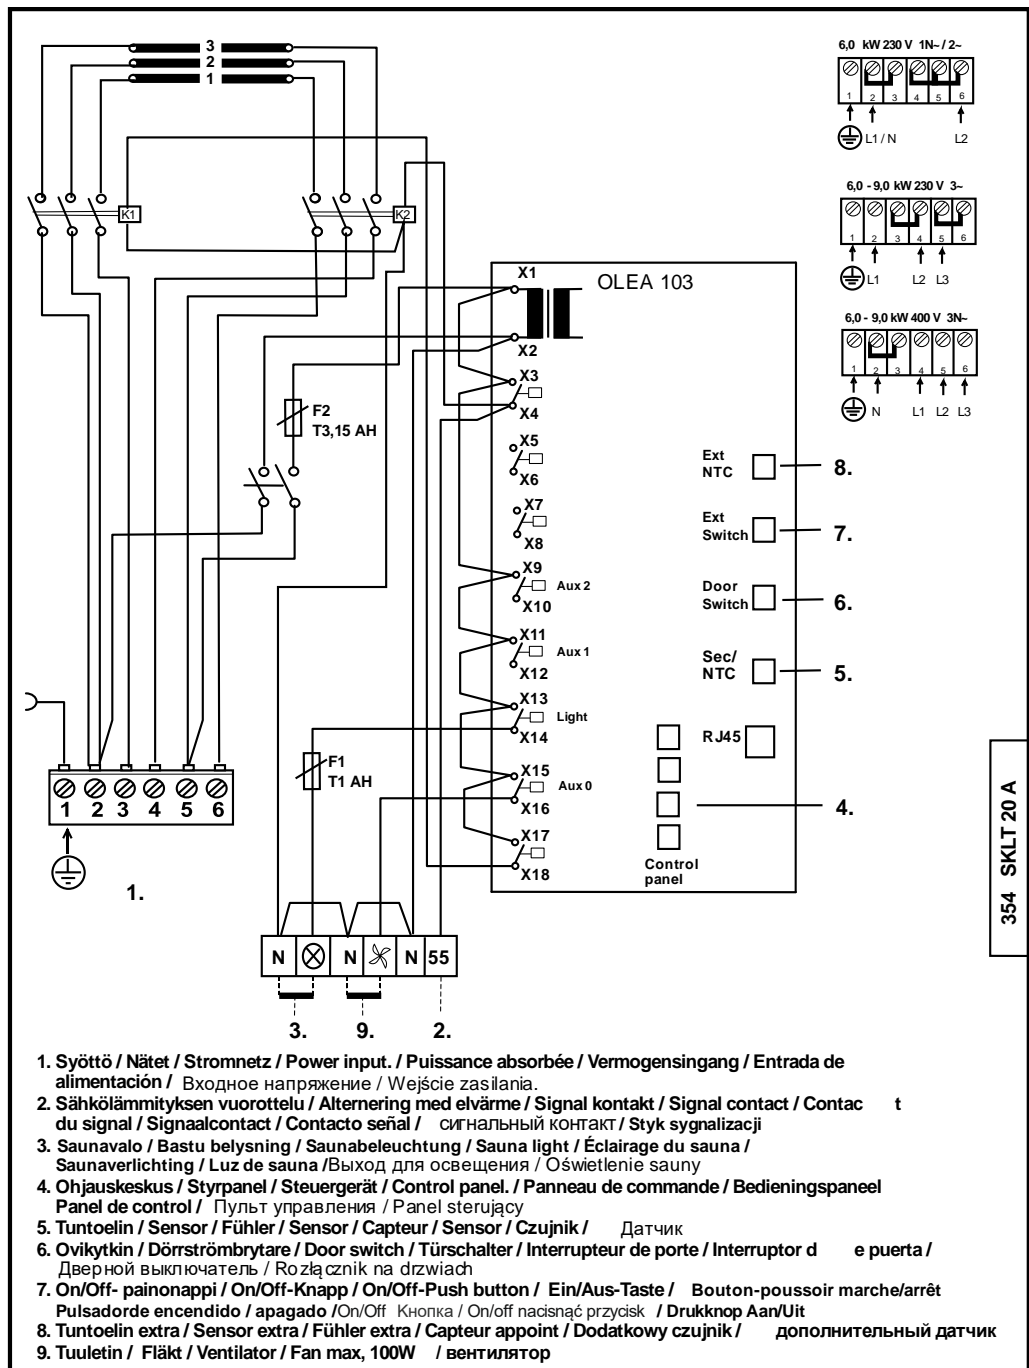 3
2
1
K1
K2
6,0 kW 230 V 1N~ / 2~
1 2 3 4 5 6
L1 / N L2
6,0 - 9,0 kW 230 V 3~
1 2 3 4 5 6
L1 L2 L3
6,0 - 9,0 kW 400 V 3N~
1 2 3 4 5 6
N L1 L2 L3
OLEA 103
X1
X2
X3
X4
X5
X6
X7
X8
X9
Aux 2
X10
X11
Aux 1
X12
X13
Light
X14
X15
Aux 0
X16
X17
X18
F2
T3,15 AH
F1
T1 AH
Ext
NTC
8.
Ext
Switch
7.
Door
Switch
6.
Sec/
NTC
5.
RJ45
4.
Control
panel
1 2 3 4 5 6
1.
N N N 55
3. 9. 2.
354 SKLT 20 A
1. Syöttö / Nätet / Stromnetz / Power input. / Puissance absorbée / Vermogensingang / Entrada de
alimentación / Входное напряжение / Wejście zasilania.
2. Sähkölämmityksen vuorottelu / Alternering med elvärme / Signal kontakt / Signal contact / Contac t
du signal / Signaalcontact / Contacto señal / сигнальный контакт / Styk sygnalizacji
3. Saunavalo / Bastu belysning / Saunabeleuchtung / Sauna light / Éclairage du sauna /
Saunaverlichting / Luz de sauna /Выход для освещения / Oświetlenie sauny
4. Ohjauskeskus / Styrpanel / Steuergerät / Control panel. / Panneau de commande / Bedieningspaneel
Panel de control / Пульт управления / Panel sterujący
5. Tuntoelin / Sensor / Fühler / Sensor / Capteur / Sensor / Czujnik / Датчик
6. Ovikytkin / Dörrströmbrytare / Door switch / Türschalter / Interrupteur de porte / Interruptor d e puerta /
Дверной выключатель / Rozłącznik na drzwiach
7. On/Off- painonappi / On/Off-Knapp / On/Off-Push button / Ein/Aus-Taste / Bouton-poussoir marche/arrêt
Pulsadorde encendido / apagado /On/Off Кнопка / On/off nacisnąć przycisk / Drukknop Aan/Uit
8. Tuntoelin extra / Sensor extra / Fühler extra / Capteur appoint / Dodatkowy czujnik / дополнительный датчик
9. Tuuletin / Fläkt / Ventilator / Fan max, 100W / вентилятор